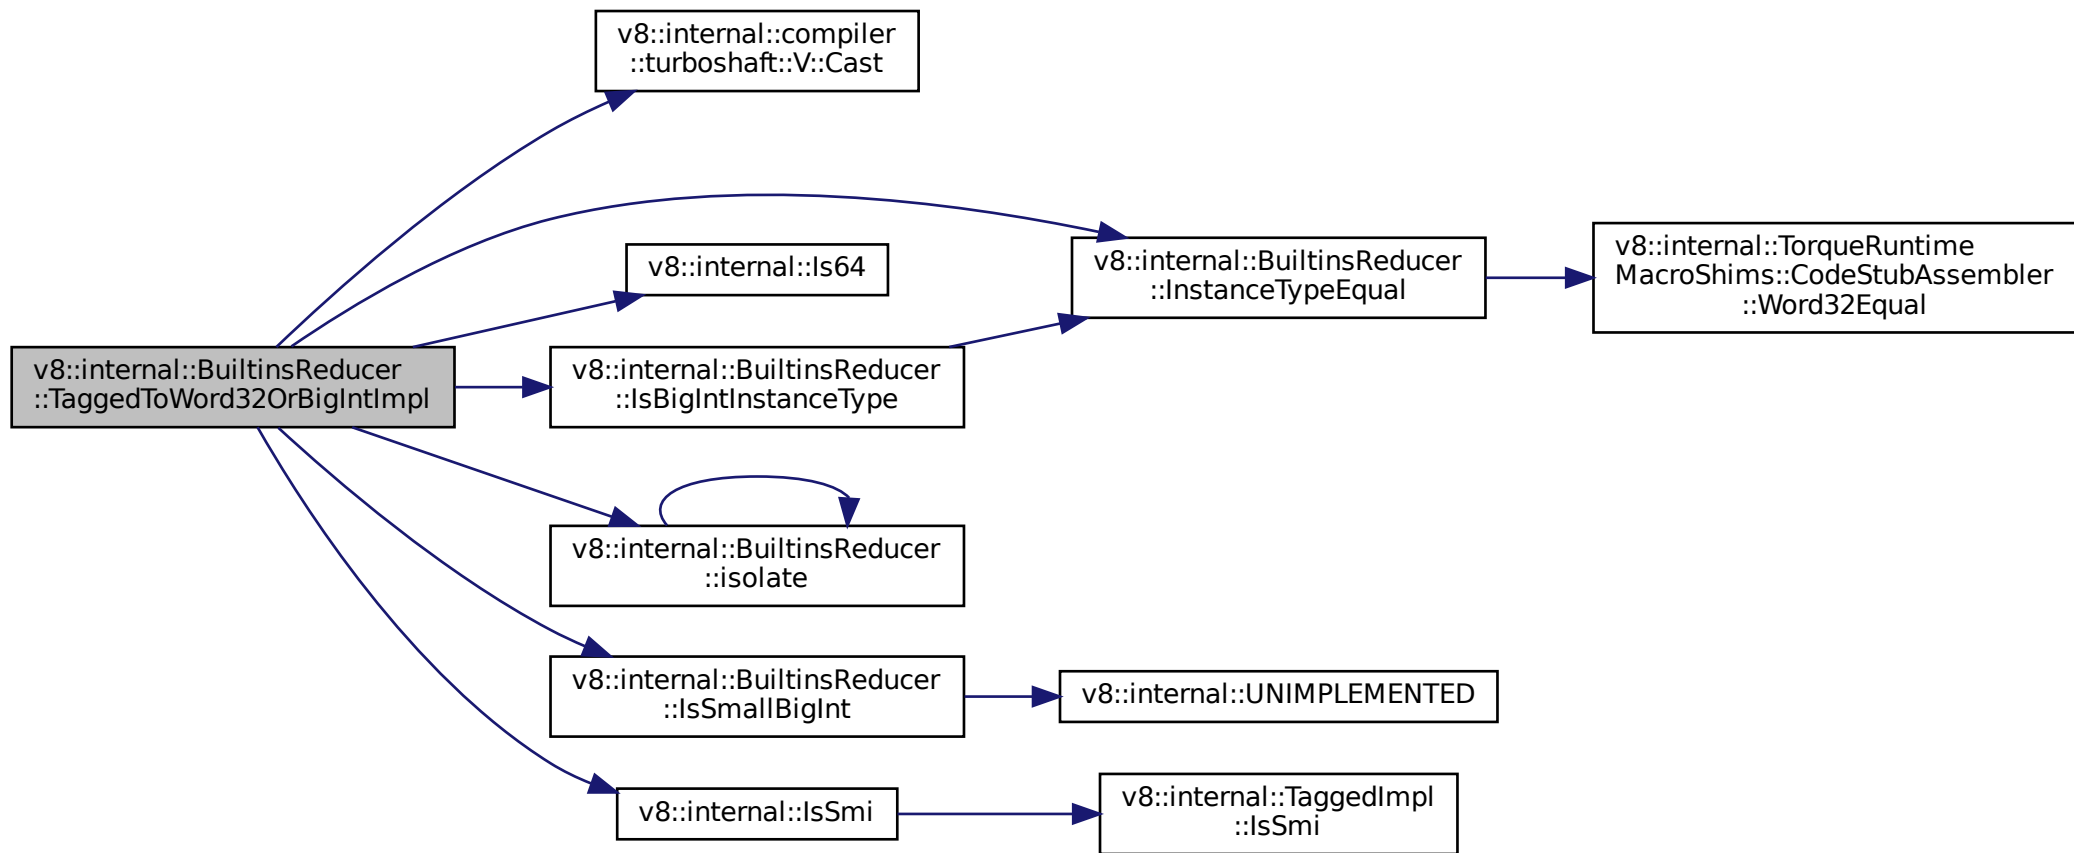 v8::internal::compiler
::turboshaft::V::Cast
v8::internal::Is64
v8::internal::BuiltinsReducer
::InstanceTypeEqual
v8::internal::TorqueRuntime
MacroShims::CodeStubAssembler
::Word32Equal
v8::internal::BuiltinsReducer
::TaggedToWord32OrBigIntImpl
v8::internal::BuiltinsReducer
::IsBigIntInstanceType
v8::internal::BuiltinsReducer
::isolate
v8::internal::BuiltinsReducer
::IsSmallBigInt
v8::internal::UNIMPLEMENTED
v8::internal::IsSmi
v8::internal::TaggedImpl
::IsSmi